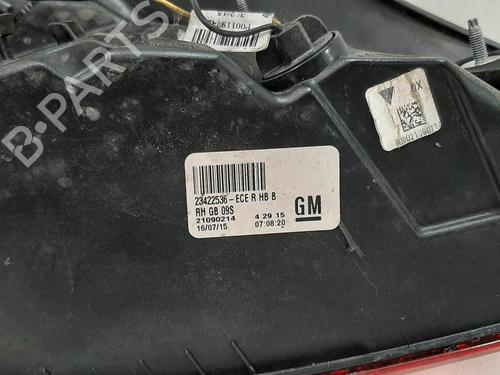 B-PARTS
23422536-ECE R HB B
RH GB 09S
21090214 4 29 15
16/07/15 07:08:20
GM